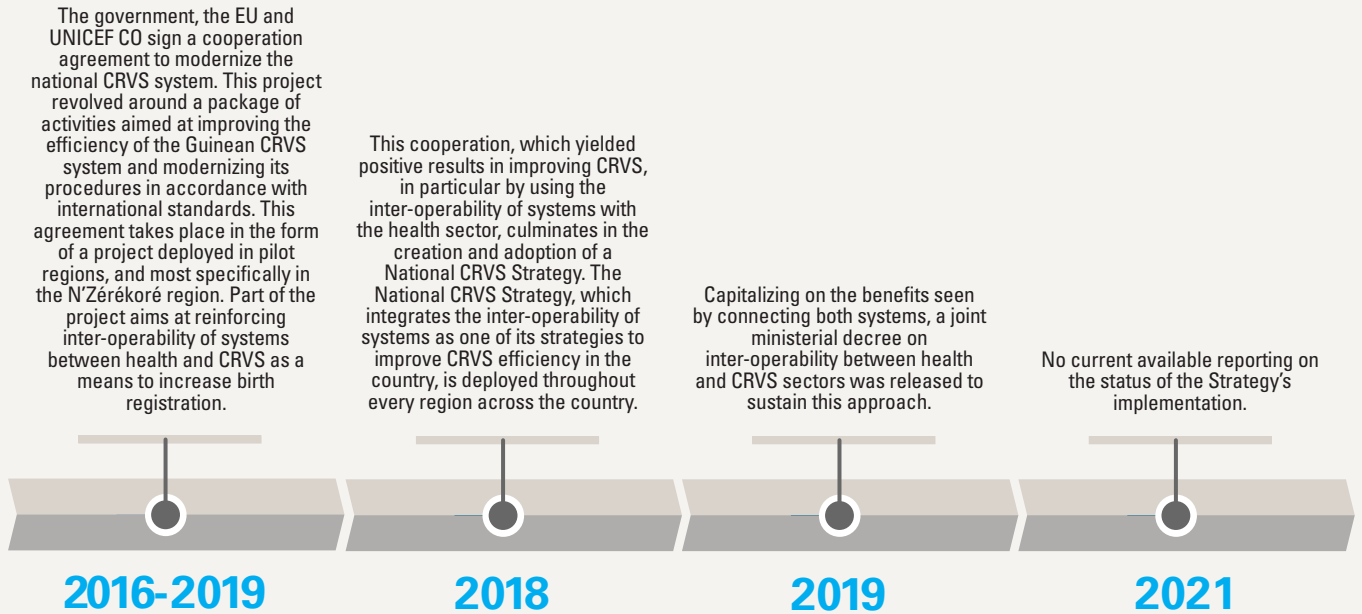 The government, the EU and
UNICEF CO sign a cooperation
agreement to modernize the
national CRVS system. This project
revolved around a package of
activities aimed at improving the
efficiency of the Guinean CRVS
system and modernizing its
procedures in accordance with
international standards. This
agreement takes place in the form
of a project deployed in pilot
regions, and most specifically in
the N'Zérékoré region. Part of the
project aims at reinforcing
inter-operability of systems
between health and CRVS as a
means to increase birth
registration.
2016-2019
This cooperation, which yielded
positive results in improving CRVS,
in particular by using the
inter-operability of systems with
the health sector, culminates in the
creation and adoption of a
National CRVS Strategy. The
National CRVS Strategy, which
integrates the inter-operability of
systems as one of its strategies to
improve CRVS efficiency in the
country, is deployed throughout
every region across the country.
2018
Capitalizing on the benefits seen
by connecting both systems, a joint
ministerial decree on
inter-operability between health
and CRVS sectors was released to
sustain this approach.
2019
No current available reporting on
the status of the Strategy's
implementation.
2021